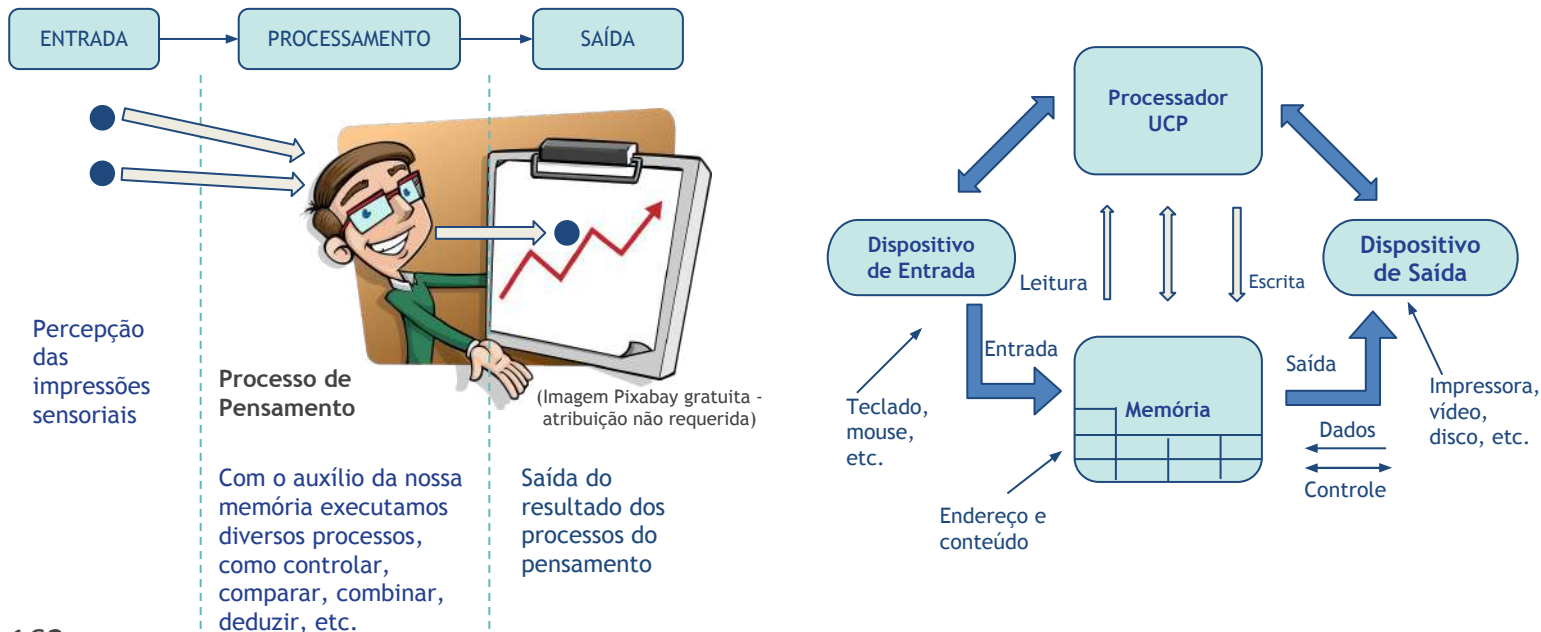 ENTRADA
PROCESSAMENTO
SAÍDA
Percepção
das
impressões
sensoriais
Processo de
Pensamento
(Imagem Pixabay gratuita -
atribuição não requerida)
Com o auxílio da nossa
memória executamos
diversos processos,
como controlar,
comparar, combinar,
deduzir, etc.
Saída do
resultado dos
processos do
pensamento
Processador
UCP
Dispositivo
de Entrada
Dispositivo
de Saída
Leitura
Escrita
Entrada
Saída
Memória
Teclado,
mouse,
etc.
Impressora,
vídeo,
disco, etc.
Dados
Controle
Endereço e
conteúdo